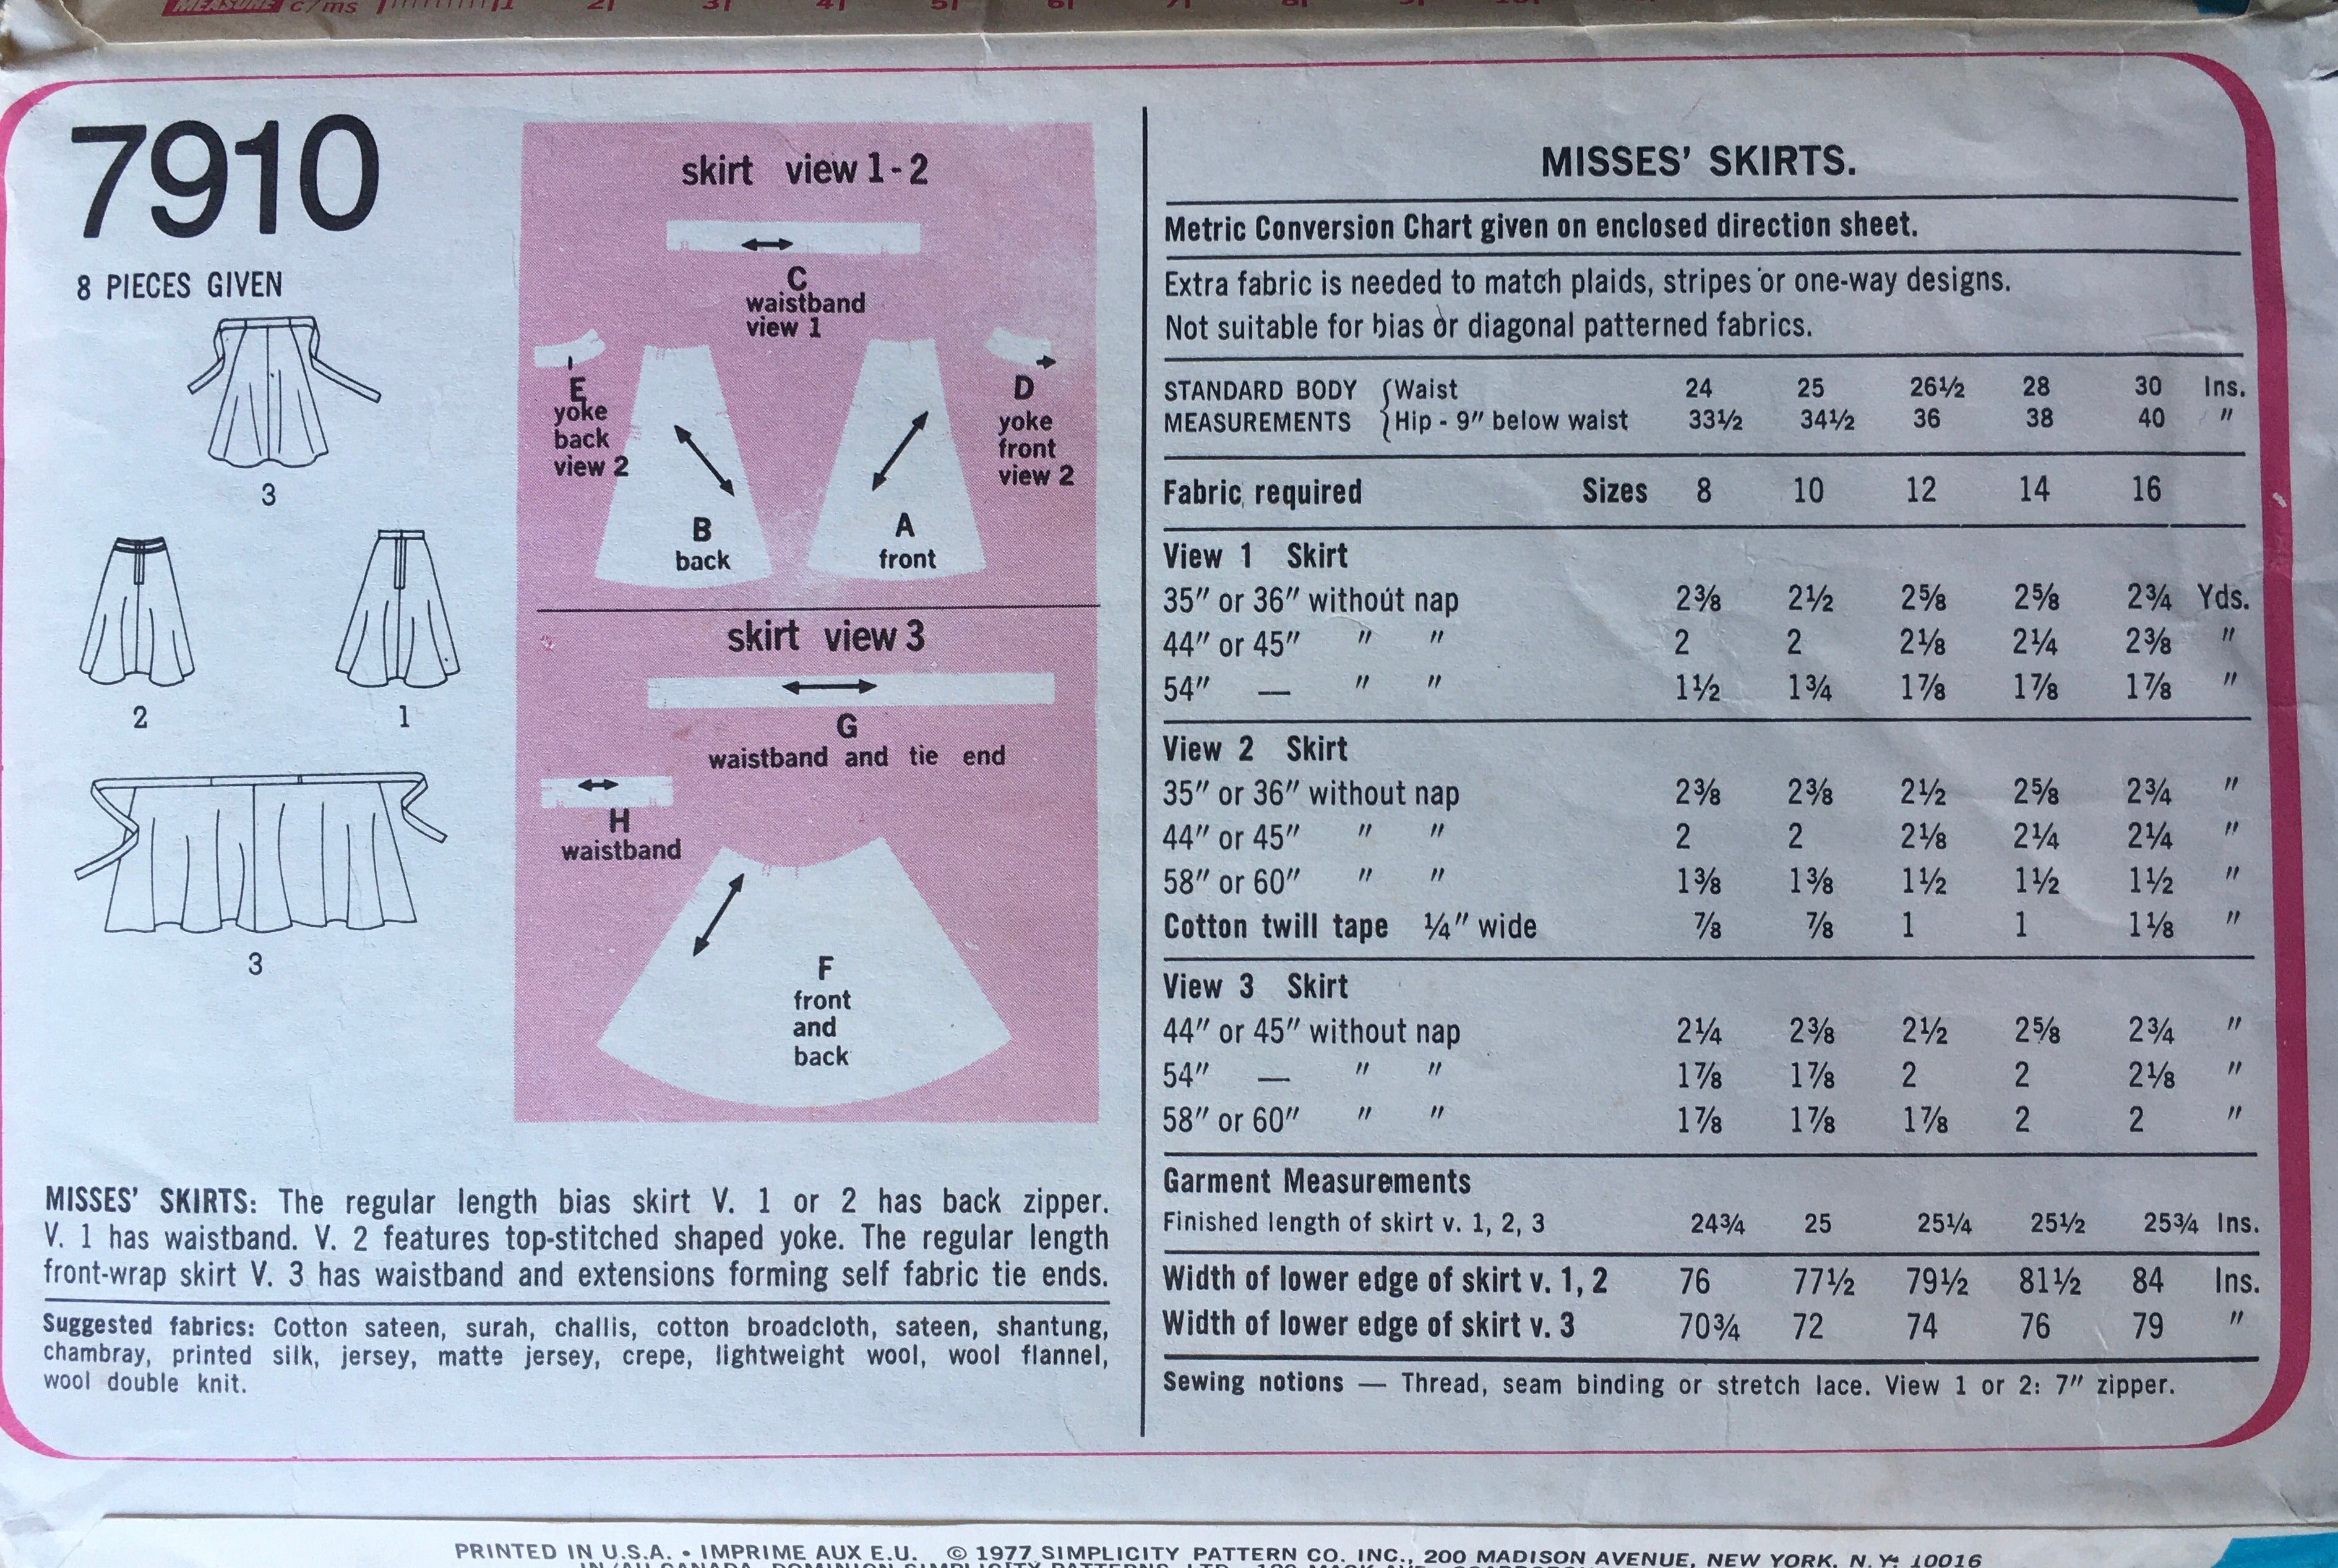 MEASURE c/ms 1 2 3 4 5 6 7 8 9 10
7910
8 PIECES GIVEN
3
2
1
3
skirt view 1-2
C
waistband
view 1
E
yoke
back
view 2
D
yoke
front
view 2
B
back
A
front
skirt view 3
G
waistband and tie end
H
waistband
F
front
and
back
MISSES' SKIRTS: The regular length bias skirt V. 1 or 2 has back zipper.
V. 1 has waistband. V. 2 features top-stitched shaped yoke. The regular length
front-wrap skirt V. 3 has waistband and extensions forming self fabric tie ends.
Suggested fabrics: Cotton sateen, surah, challis, cotton broadcloth, sateen, shantung,
chambray, printed silk, jersey, matte jersey, crepe, lightweight wool, wool flannel,
wool double knit.
MISSES' SKIRTS.
Metric Conversion Chart given on enclosed direction sheet.
Extra fabric is needed to match plaids, stripes or one-way designs.
Not suitable for bias or diagonal patterned fabrics.
STANDARD BODY { Waist 24 25 26½ 28 30 Ins.
MEASUREMENTS { Hip - 9" below waist 33½ 34½ 36 38 40 "
Fabric required Sizes 8 10 12 14 16
View 1 Skirt
35" or 36" without nap 2⅜ 2½ 2⅝ 2⅝ 2¾ Yds.
44" or 45" " " 2 2 2⅛ 2¼ 2⅜ "
54" — " " 1½ 1¾ 1⅞ 1⅞ 1⅞ "
View 2 Skirt
35" or 36" without nap 2⅜ 2⅜ 2½ 2⅝ 2¾ "
44" or 45" " " 2 2 2⅛ 2¼ 2¼ "
58" or 60" " " 1⅜ 1⅜ 1½ 1½ 1½ "
Cotton twill tape ¼" wide ⅞ ⅞ 1 1 1⅛ "
View 3 Skirt
44" or 45" without nap 2¼ 2⅜ 2½ 2⅝ 2¾ "
54" — " " 1⅞ 1⅞ 2 2 2⅛ "
58" or 60" " " 1⅞ 1⅞ 1⅞ 2 2 "
Garment Measurements
Finished length of skirt v. 1, 2, 3 24¾ 25 25¼ 25½ 25¾ Ins.
Width of lower edge of skirt v. 1, 2 76 77½ 79½ 81½ 84 Ins.
Width of lower edge of skirt v. 3 70¾ 72 74 76 79 "
Sewing notions — Thread, seam binding or stretch lace. View 1 or 2: 7" zipper.
PRINTED IN U.S.A. • IMPRIME AUX E.U. © 1977 SIMPLICITY PATTERN CO. INC., 200 MADISON AVENUE, NEW YORK, N.Y. 10016